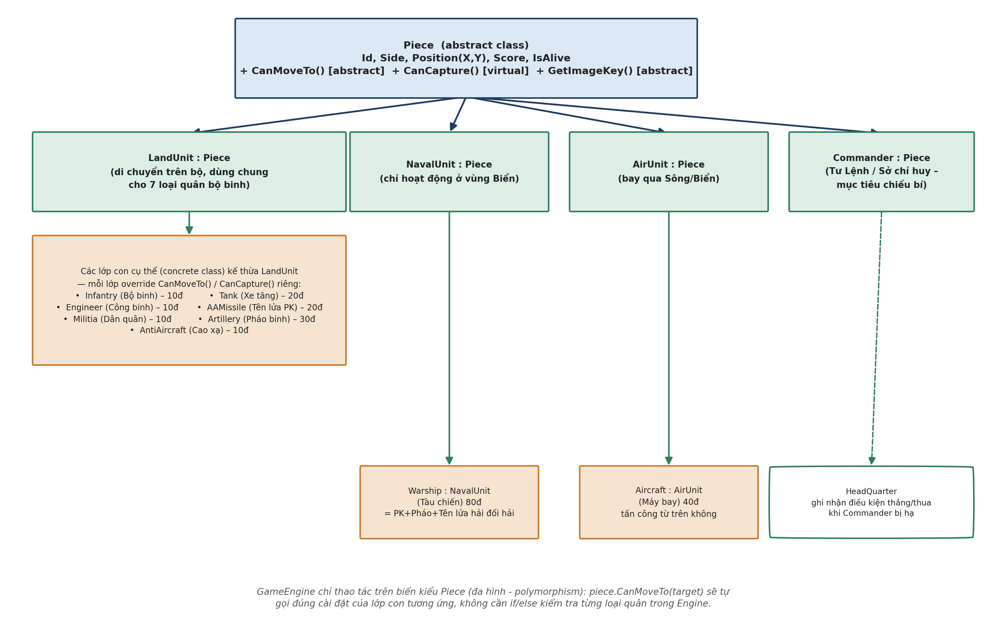 Piece  (abstract class)
Id, Side, Position(X,Y), Score, IsAlive
+ CanMoveTo() [abstract]  + CanCapture() [virtual]  + GetImageKey() [abstract]
LandUnit : Piece
(di chuyển trên bộ, dùng chung
cho 7 loại quân bộ binh)
NavalUnit : Piece
(chỉ hoạt động ở vùng Biển)
AirUnit : Piece
(bay qua Sông/Biển)
Commander : Piece
(Tư Lệnh / Sở chỉ huy –
mục tiêu chiếu bí)
Các lớp con cụ thể (concrete class) kế thừa LandUnit
— mỗi lớp override CanMoveTo() / CanCapture() riêng:
•  Infantry (Bộ binh) – 10đ  •  Tank (Xe tăng) – 20đ
•  Engineer (Công binh) – 10đ  •  AAMissile (Tên lửa PK) – 20đ
•  Militia (Dân quân) – 10đ  •  Artillery (Pháo binh) – 30đ
•  AntiAircraft (Cao xạ) – 10đ
Warship : NavalUnit
(Tàu chiến) 80đ
= PK+Pháo+Tên lửa hải đối hải
Aircraft : AirUnit
(Máy bay) 40đ
tấn công từ trên không
HeadQuarter
ghi nhận điều kiện thắng/thua
khi Commander bị hạ
GameEngine chỉ thao tác trên biến kiểu Piece (đa hình - polymorphism): piece.CanMoveTo(target) sẽ tự
gọi đúng cài đặt của lớp con tương ứng, không cần if/else kiểm tra từng loại quân trong Engine.